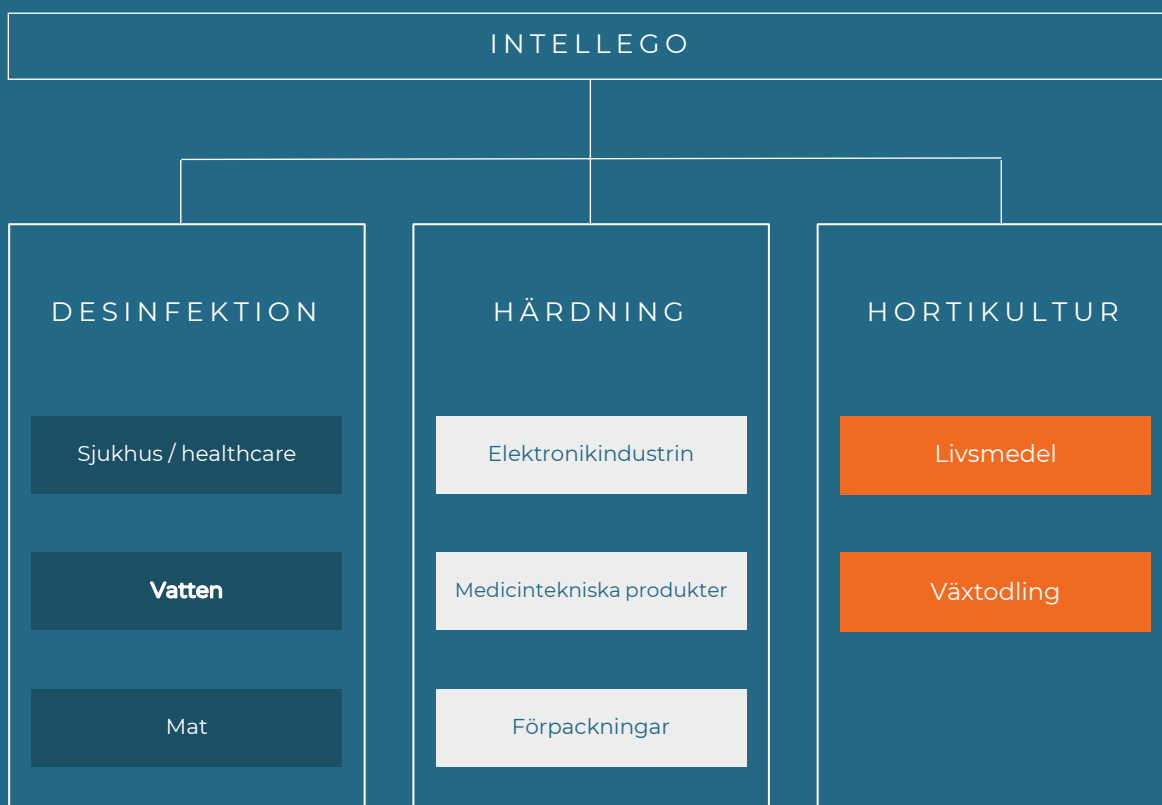 INTELLEGO
DESINFEKTION
Sjukhus / healthcare
Vatten
Mat
HÄRDNING
Elektronikindustrin
Medicintekniska produkter
Förpackningar
HORTIKULTUR
Livsmedel
Växtodling